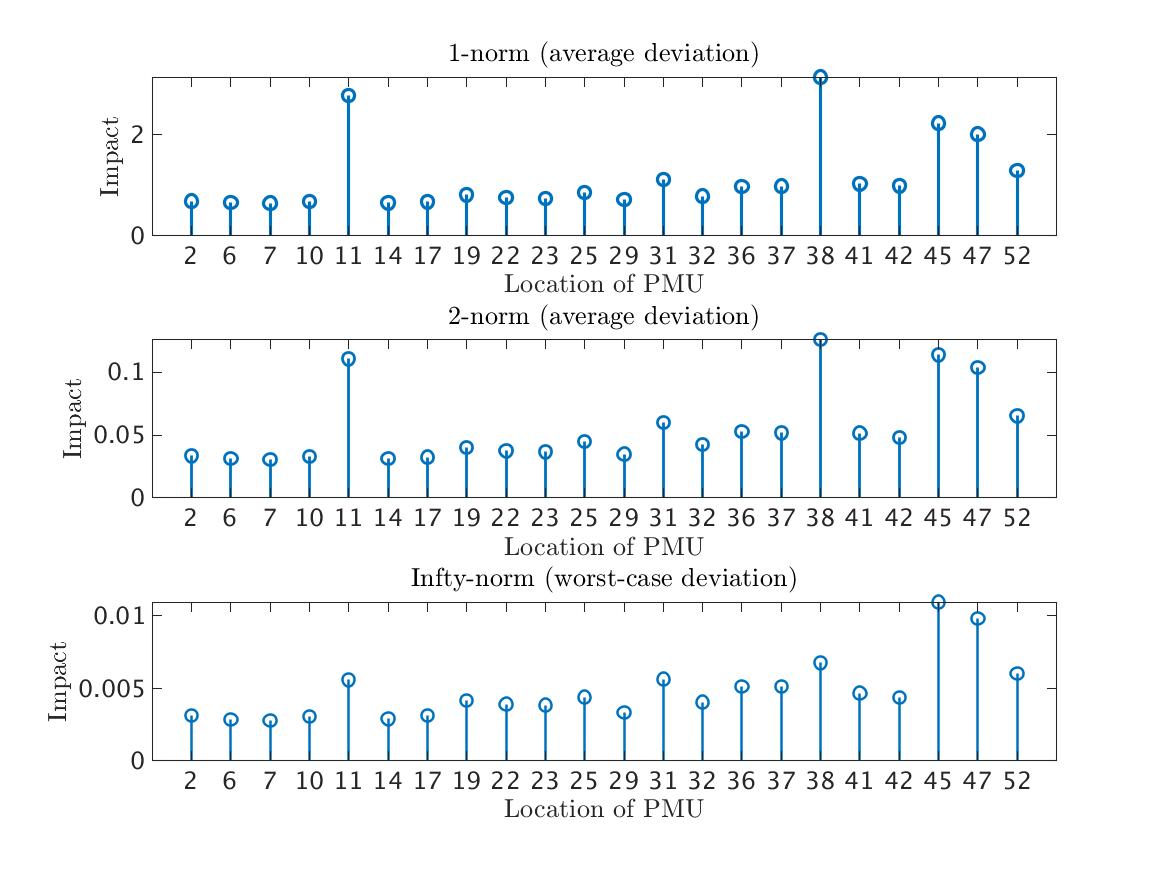 1-norm (average deviation)
Impact
2
0
2 6 7 10 11 14 17 19 22 23 25 29 31 32 36 37 38 41 42 45 47 52
Location of PMU
2-norm (average deviation)
Impact
0.1
0.05
0
2 6 7 10 11 14 17 19 22 23 25 29 31 32 36 37 38 41 42 45 47 52
Location of PMU
Infty-norm (worst-case deviation)
Impact
0.01
0.005
0
2 6 7 10 11 14 17 19 22 23 25 29 31 32 36 37 38 41 42 45 47 52
Location of PMU